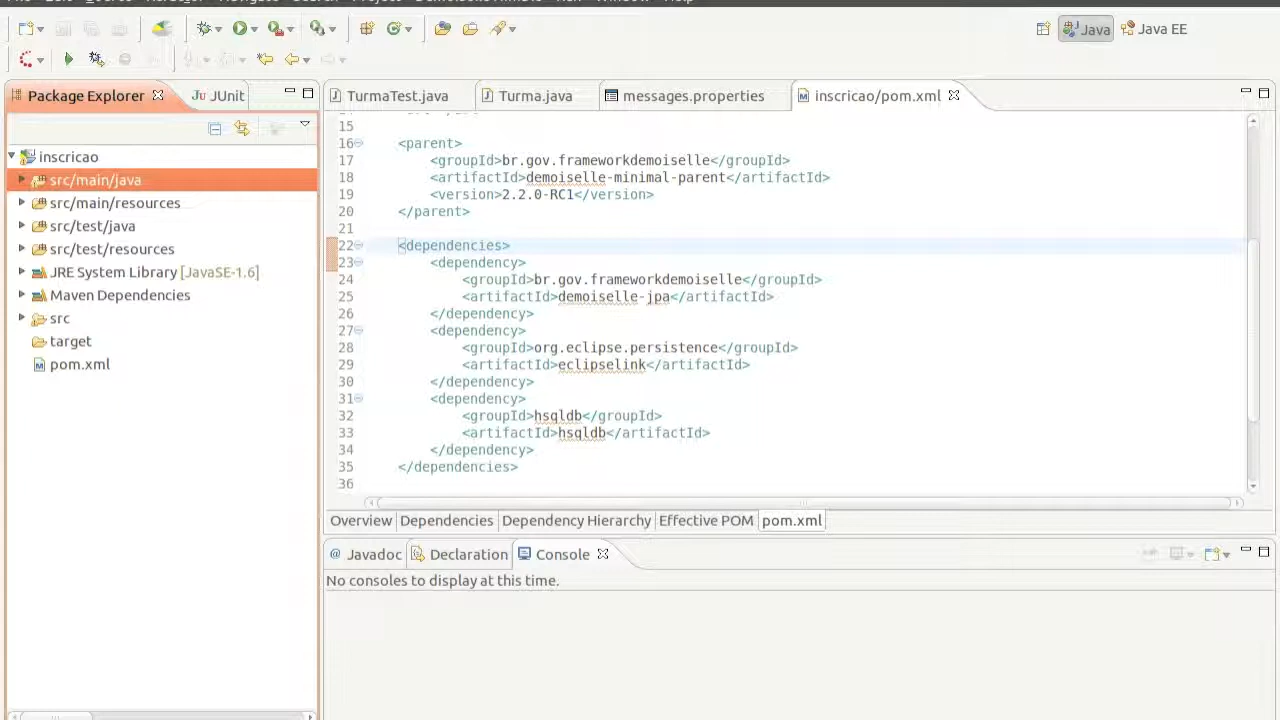 Java
Java EE
Package Explorer
JUnit
TurmaTest.java
Turma.java
messages.properties
inscricao/pom.xml
inscricao
src/main/java
src/main/resources
src/test/java
src/test/resources
JRE System Library [JavaSE-1.6]
Maven Dependencies
src
target
pom.xml
15
16 <parent>
17 <groupId>br.gov.frameworkdemoiselle</groupId>
18 <artifactId>demoiselle-minimal-parent</artifactId>
19 <version>2.2.0-RC1</version>
20 </parent>
21
22 <dependencies>
23 <dependency>
24 <groupId>br.gov.frameworkdemoiselle</groupId>
25 <artifactId>demoiselle-jpa</artifactId>
26 </dependency>
27 <dependency>
28 <groupId>org.eclipse.persistence</groupId>
29 <artifactId>eclipselink</artifactId>
30 </dependency>
31 <dependency>
32 <groupId>hsqldb</groupId>
33 <artifactId>hsqldb</artifactId>
34 </dependency>
35 </dependencies>
36
Overview
Dependencies
Dependency Hierarchy
Effective POM
pom.xml
Javadoc
Declaration
Console
No consoles to display at this time.